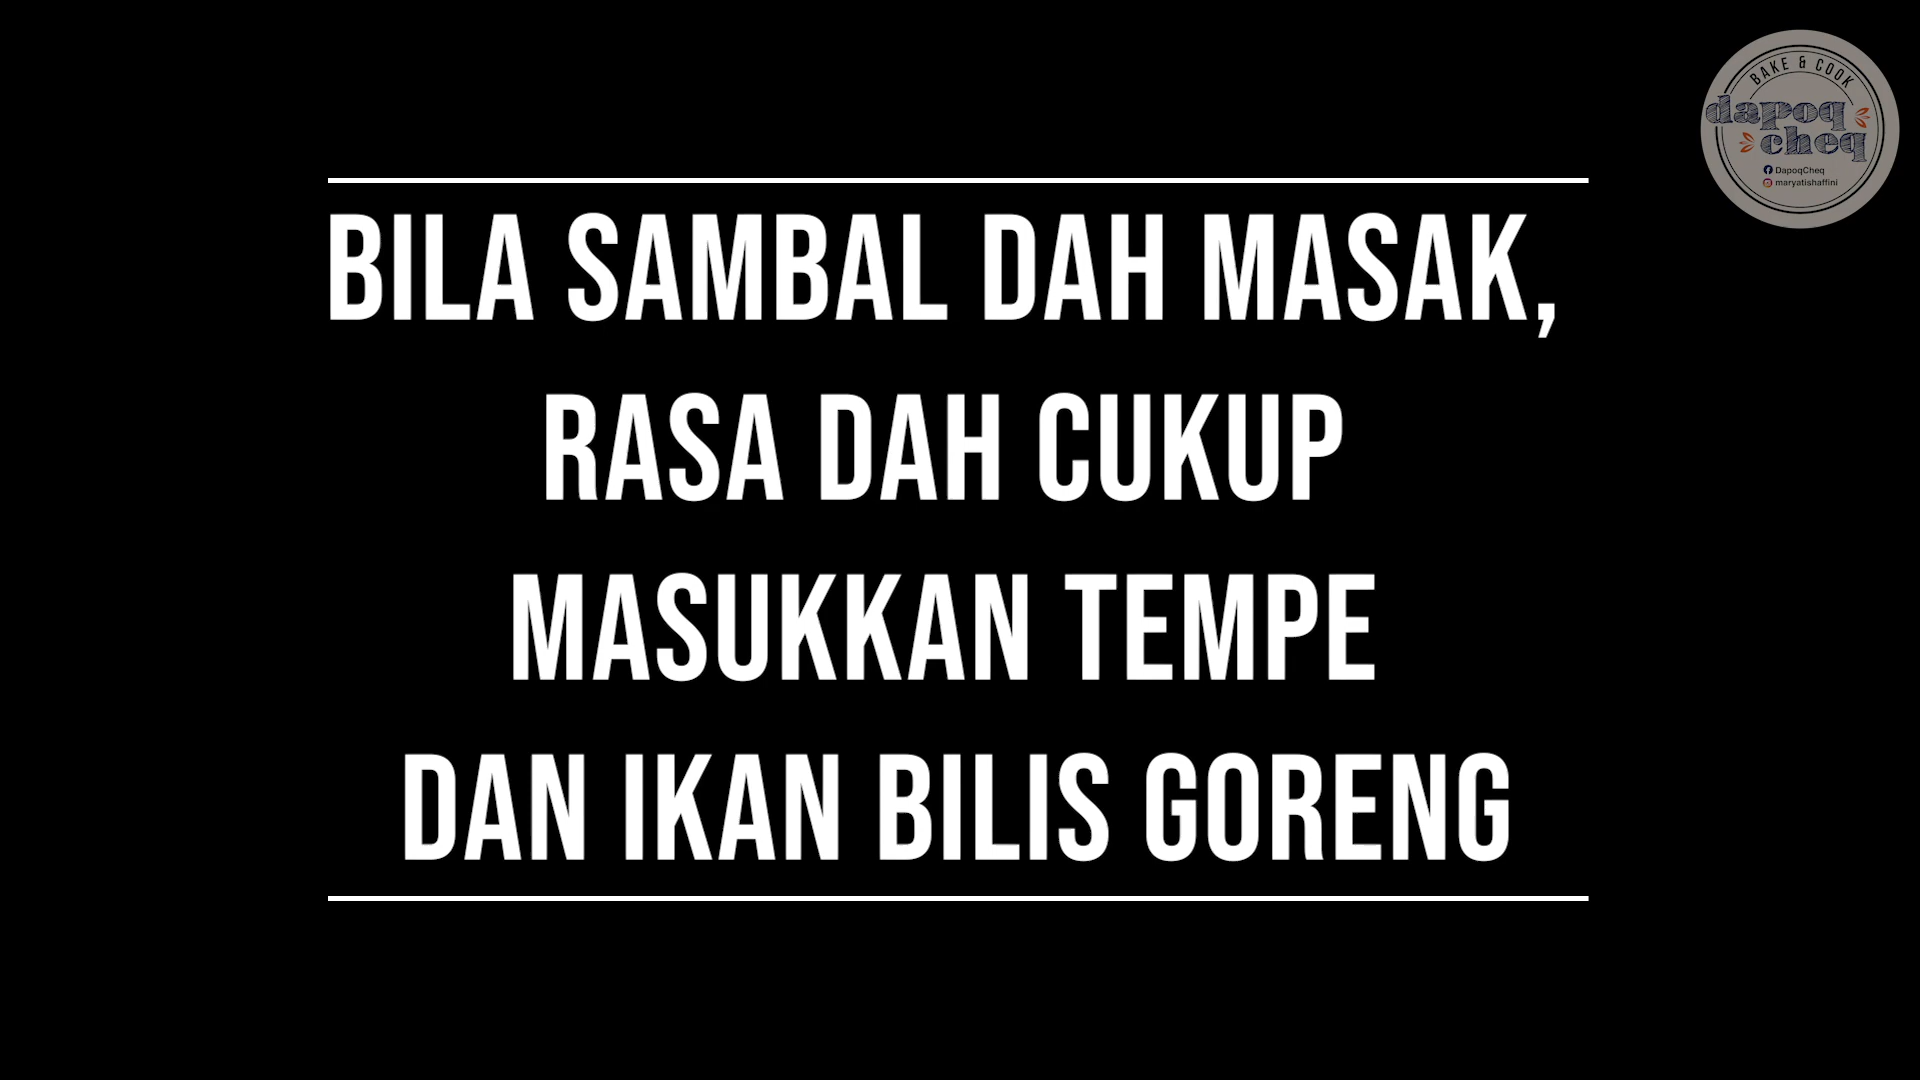 BAKE & COOK
dapoq
cheq
DapoqCheq
maryatishaffini
BILA SAMBAL DAH MASAK,
RASA DAH CUKUP
MASUKKAN TEMPE
DAN IKAN BILIS GORENG